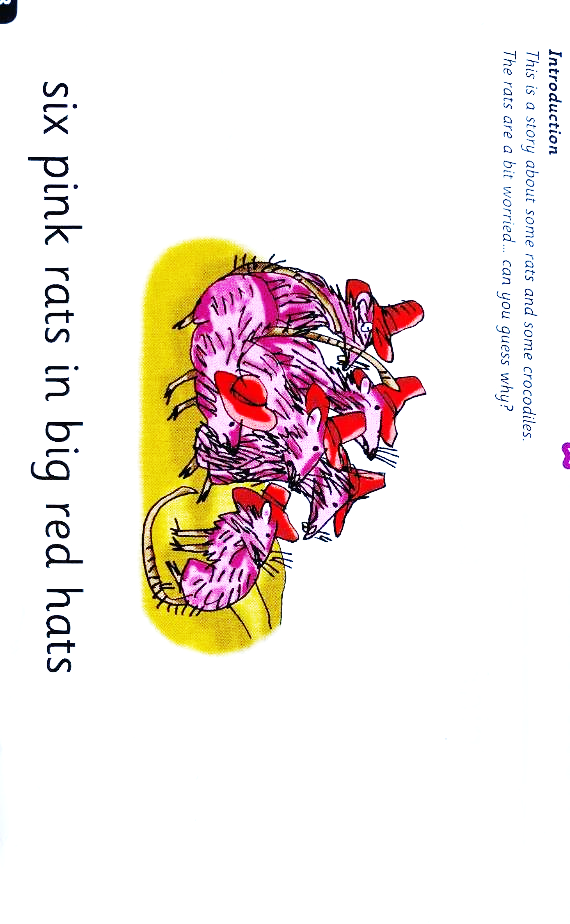 Introduction
This is a story about some rats and some crocodiles.
The rats are a bit worried... can you guess why?
six pink rats in big red hats